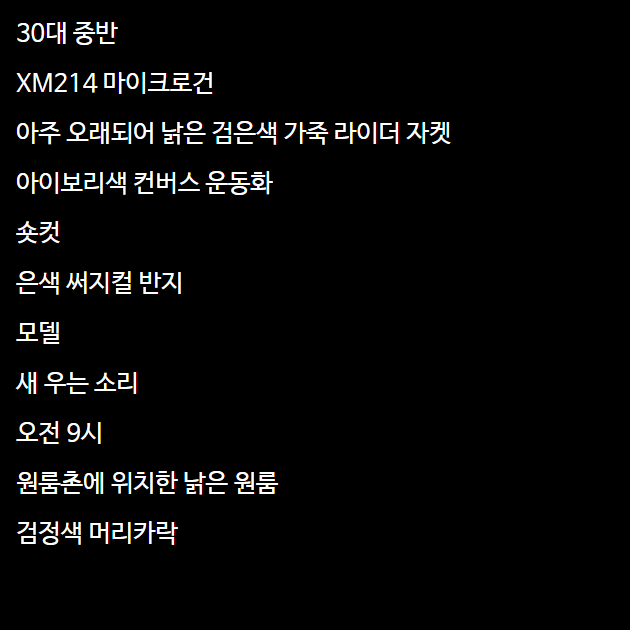 30대 중반
XM214 마이크로건
아주 오래되어 낡은 검은색 가죽 라이더 자켓
아이보리색 컨버스 운동화
숏컷
은색 써지컬 반지
모델
새 우는 소리
오전 9시
원룸촌에 위치한 낡은 원룸
검정색 머리카락